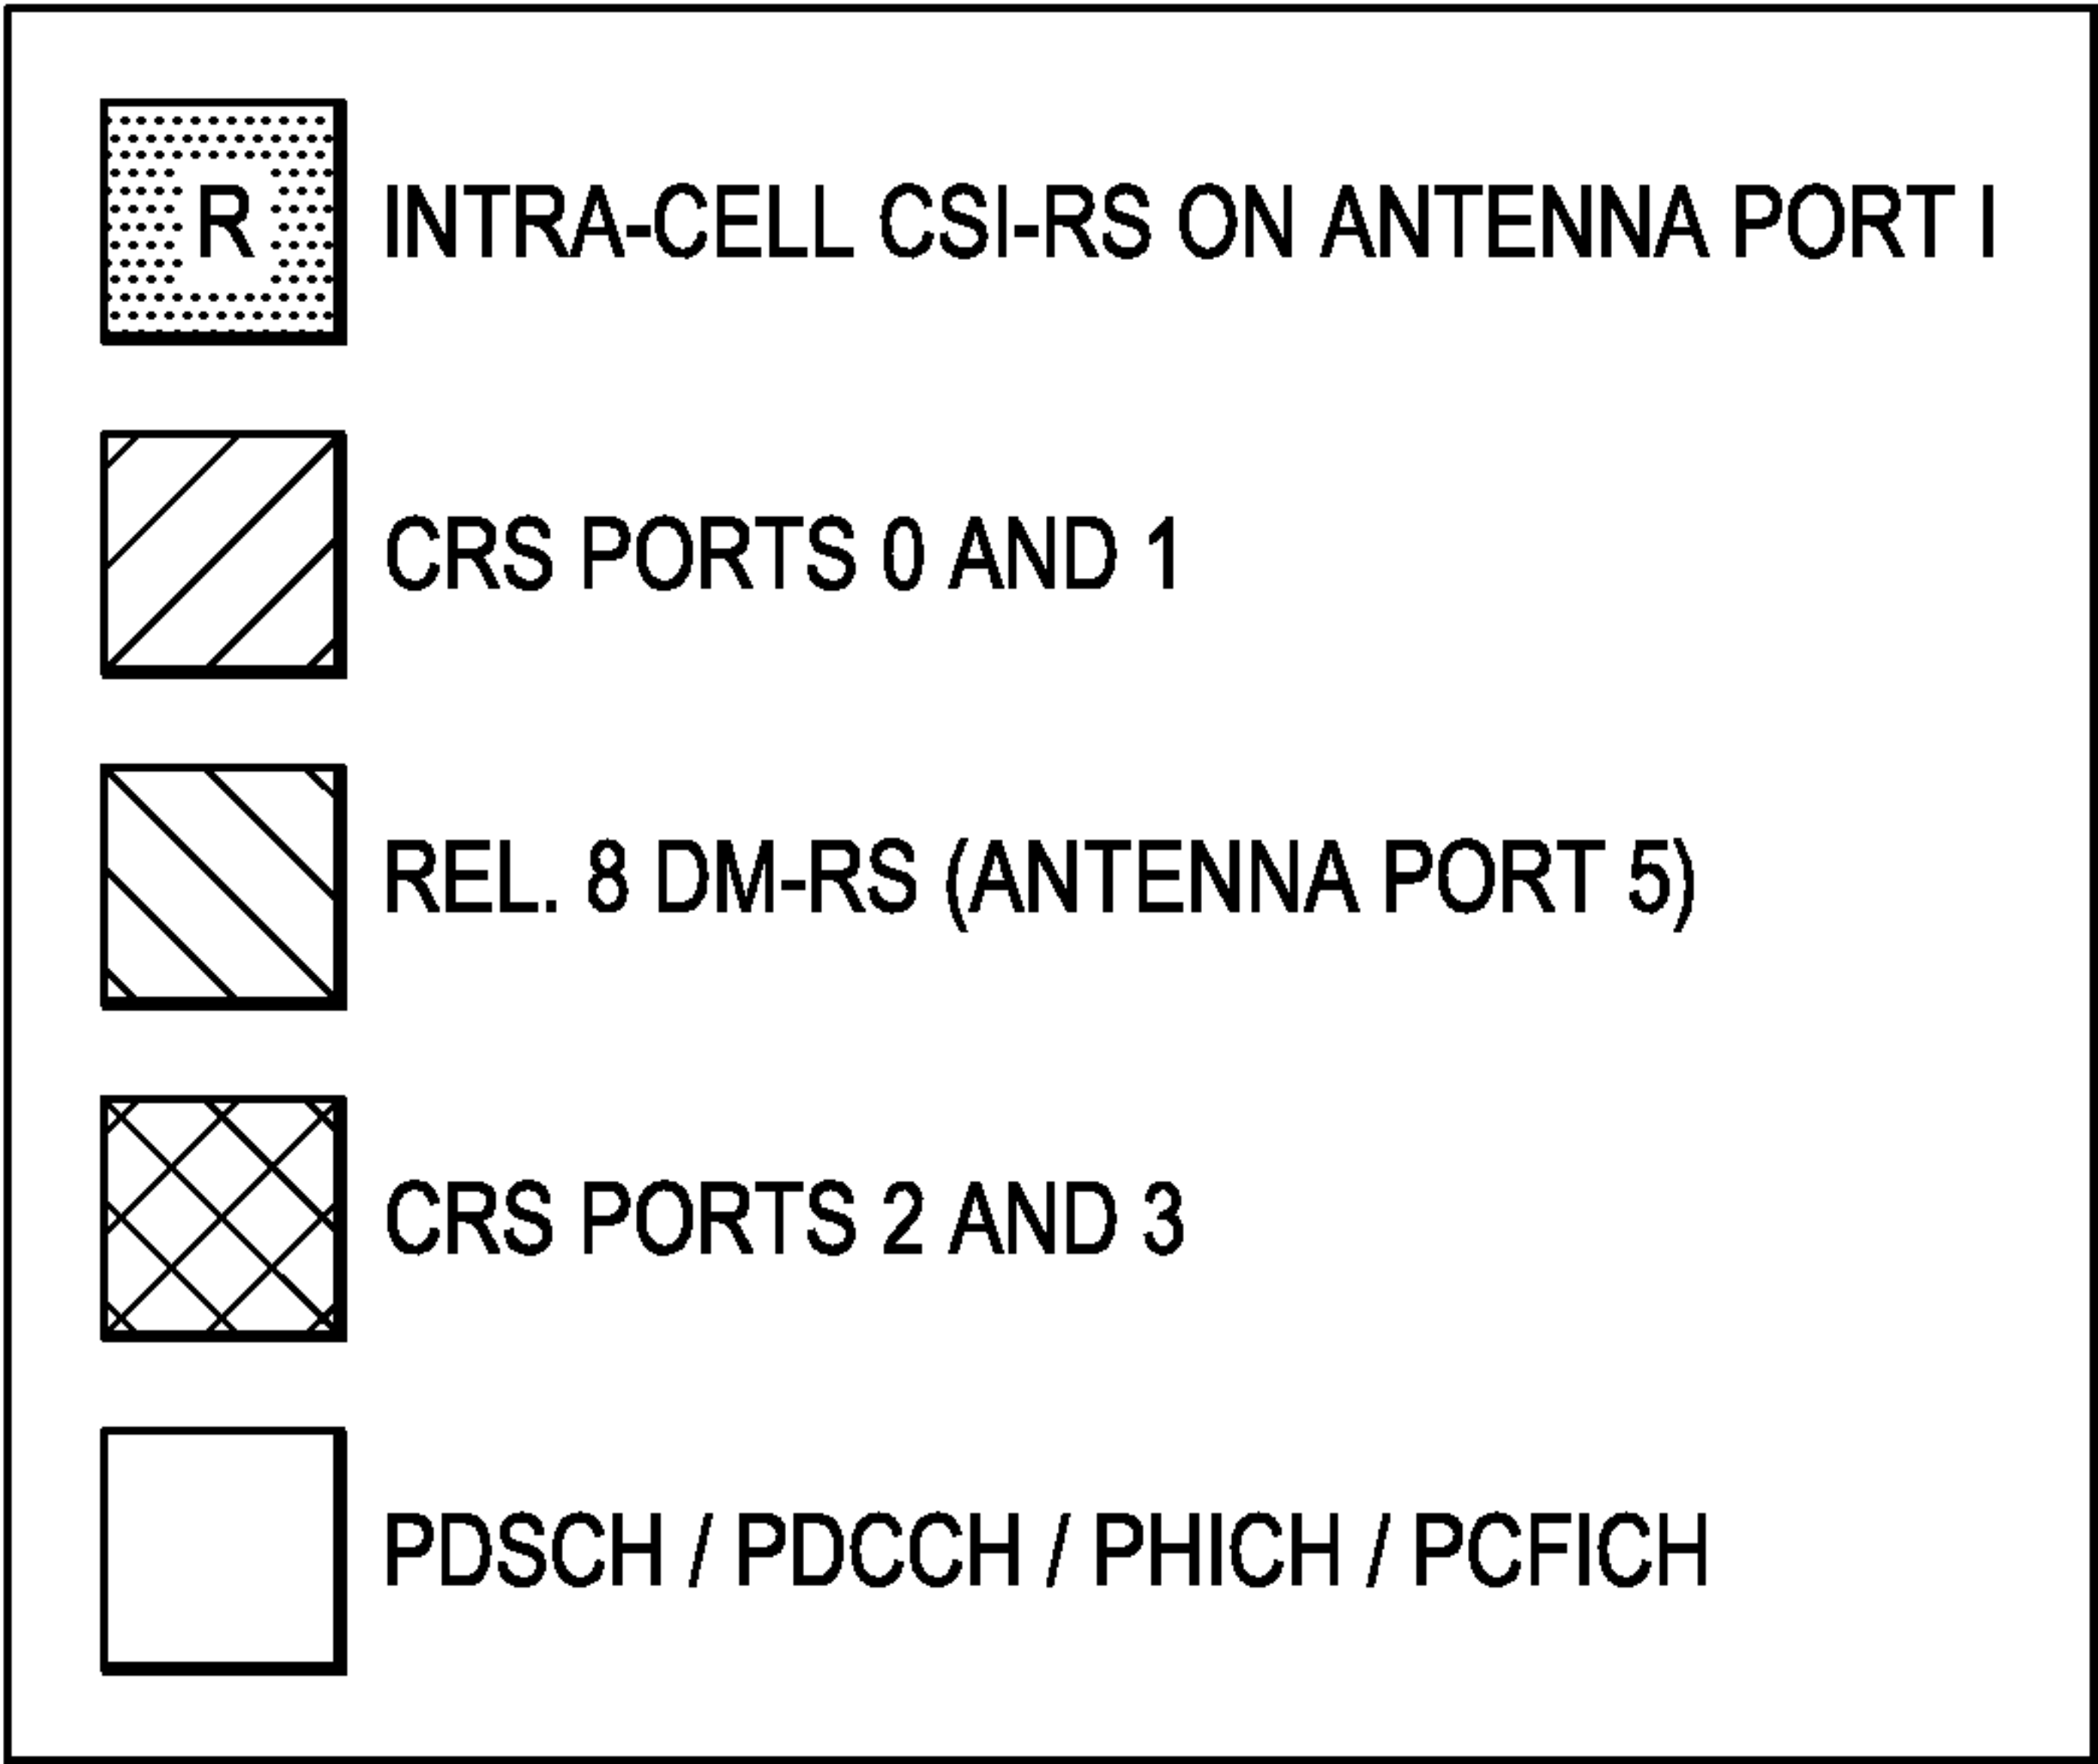 R INTRA-CELL CSI-RS ON ANTENNA PORT I
CRS PORTS 0 AND 1
REL. 8 DM-RS (ANTENNA PORT 5)
CRS PORTS 2 AND 3
PDSCH / PDCCH / PHICH / PCFICH